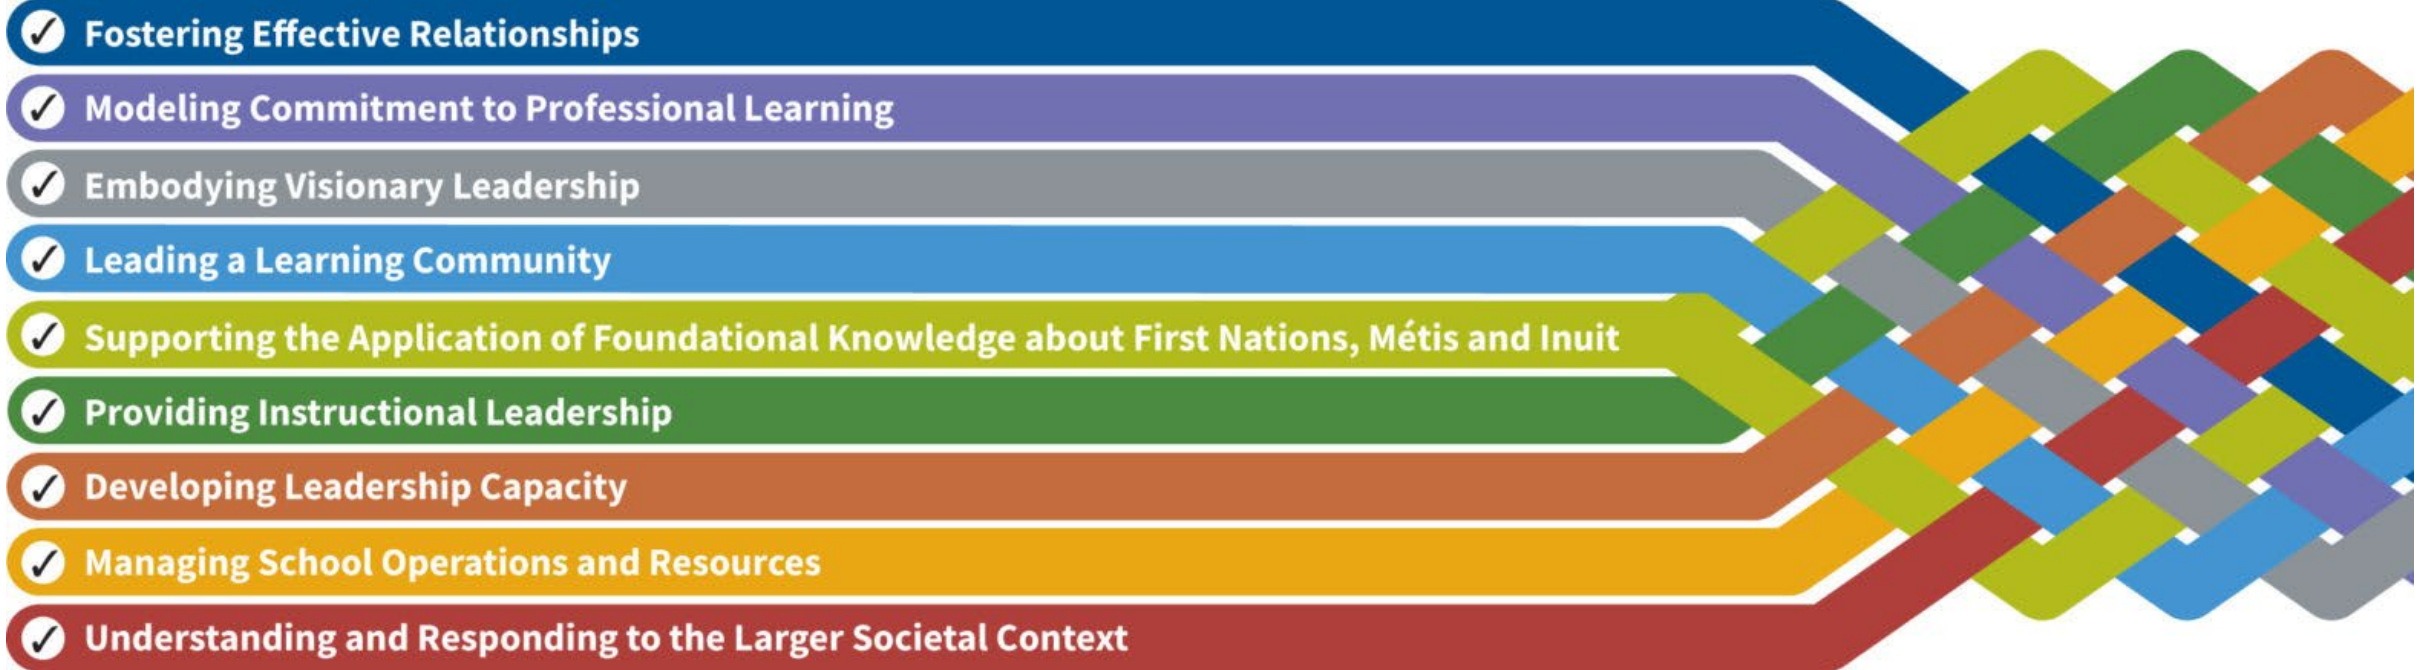 Fostering Effective Relationships
Modeling Commitment to Professional Learning
Embodying Visionary Leadership
Leading a Learning Community
Supporting the Application of Foundational Knowledge about First Nations, Métis and Inuit
Providing Instructional Leadership
Developing Leadership Capacity
Managing School Operations and Resources
Understanding and Responding to the Larger Societal Context